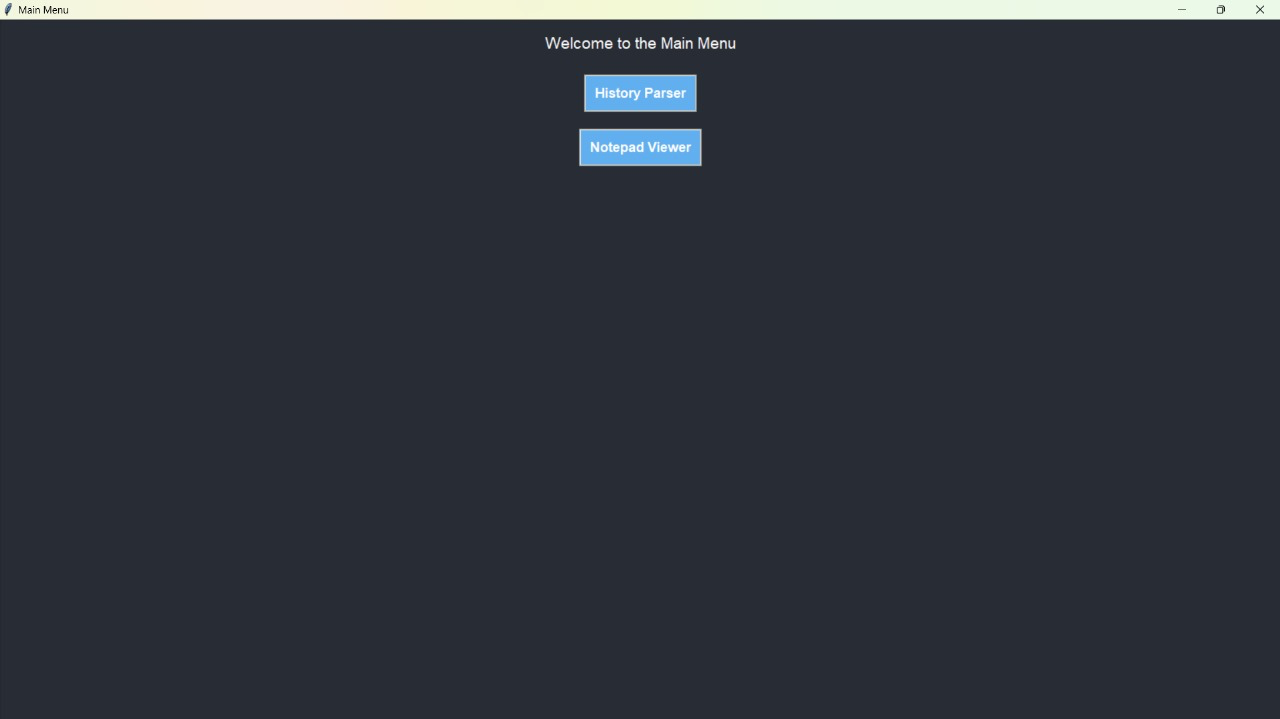 Main Menu
Welcome to the Main Menu
History Parser
Notepad Viewer